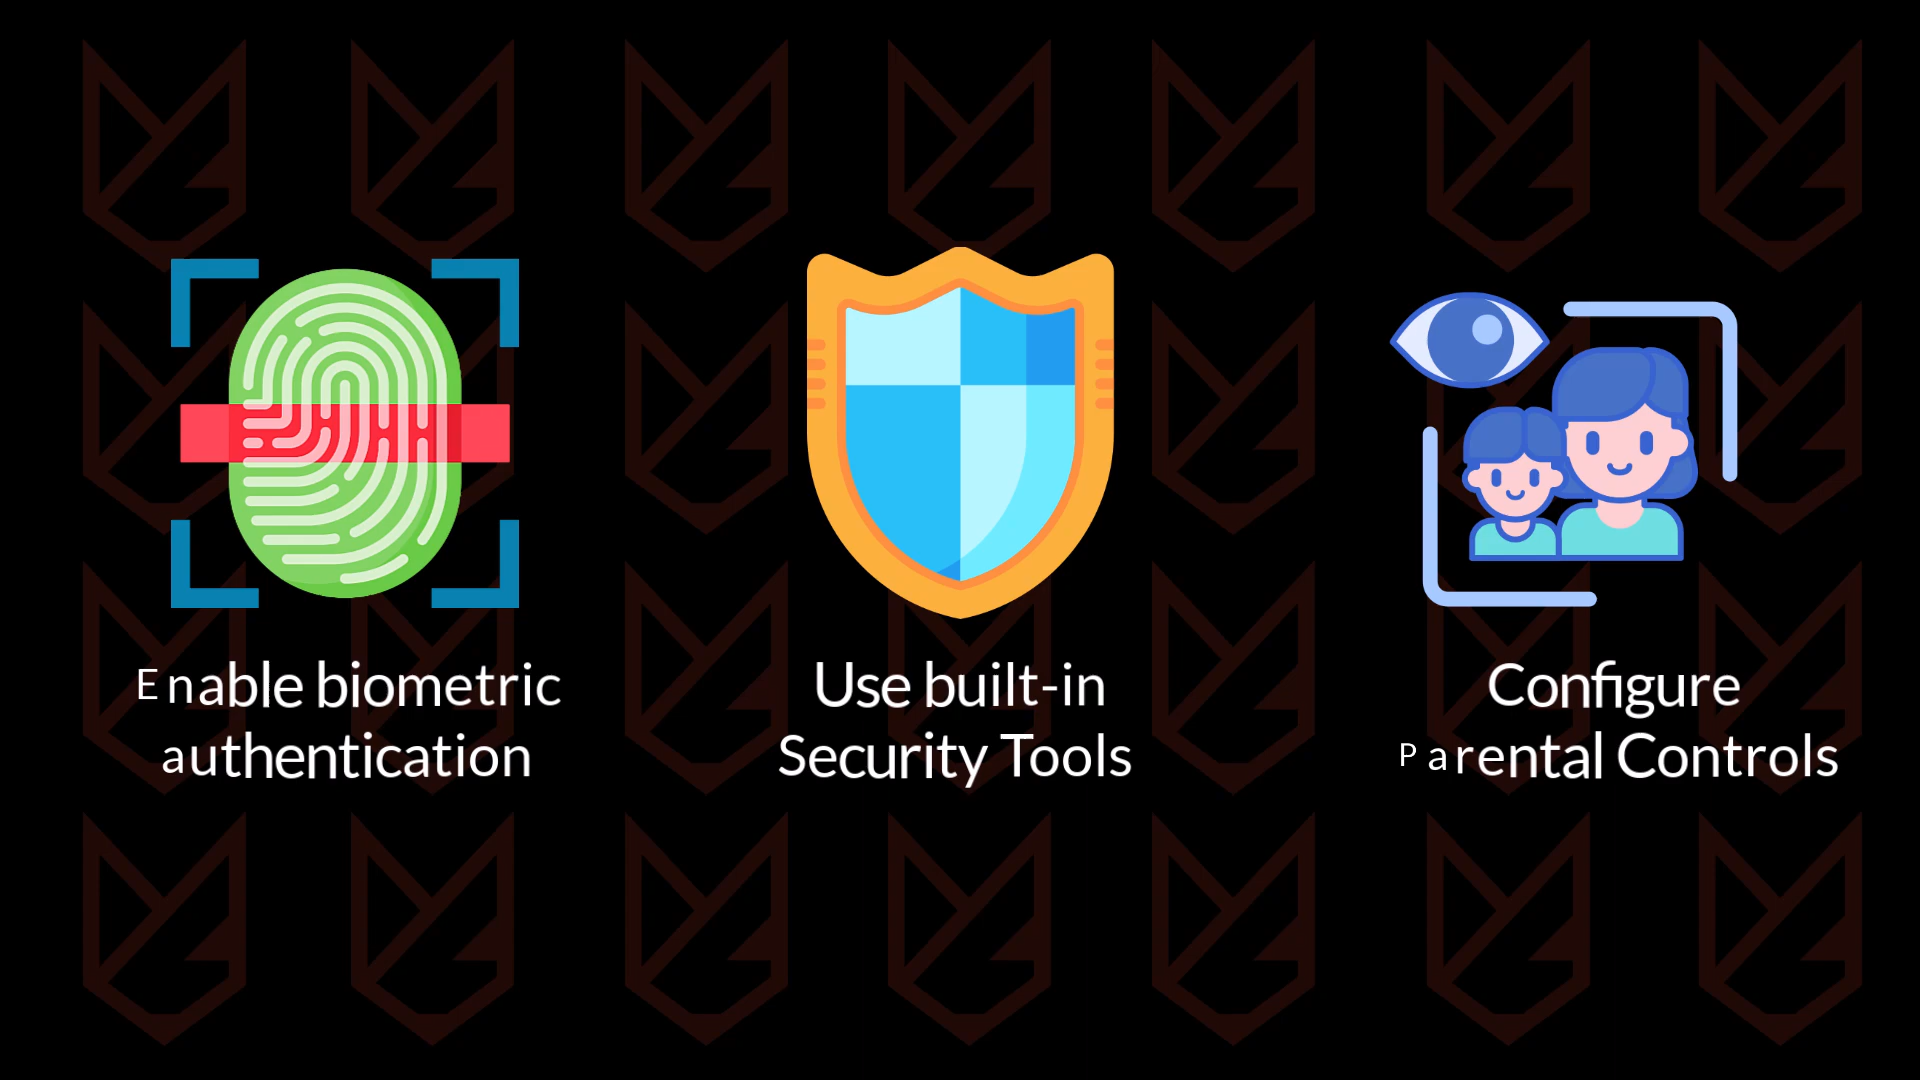 Enable biometric
authentication
Use built-in
Security Tools
Configure
Parental Controls